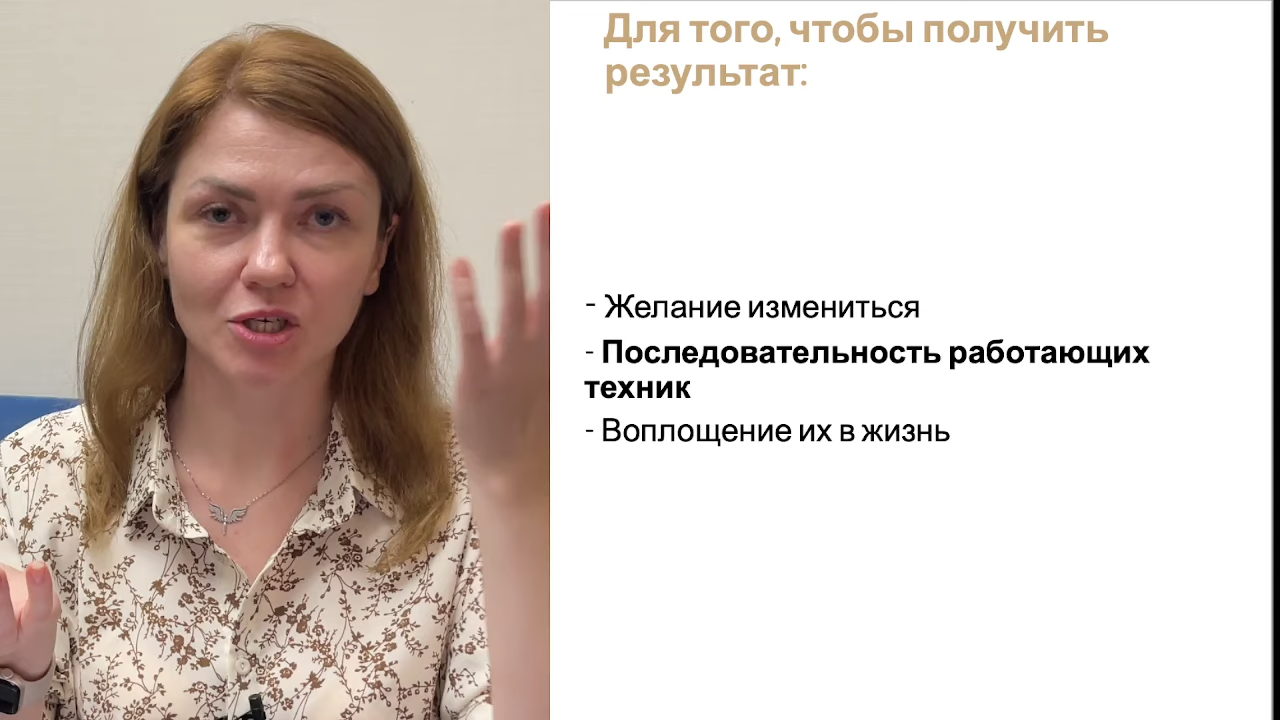 Для того, чтобы получить
результат:
- Желание измениться
- Последовательность работающих
техник
- Воплощение их в жизнь